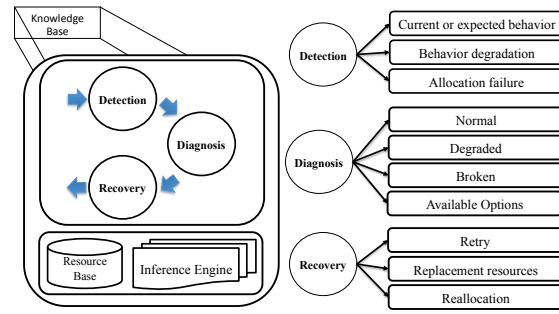 Knowledge
Base
Detection
Diagnosis
Recovery
Resource
Base
Inference Engine
Detection
Current or expected behavior
Behavior degradation
Allocation failure
Diagnosis
Normal
Degraded
Broken
Available Options
Recovery
Retry
Replacement resources
Reallocation